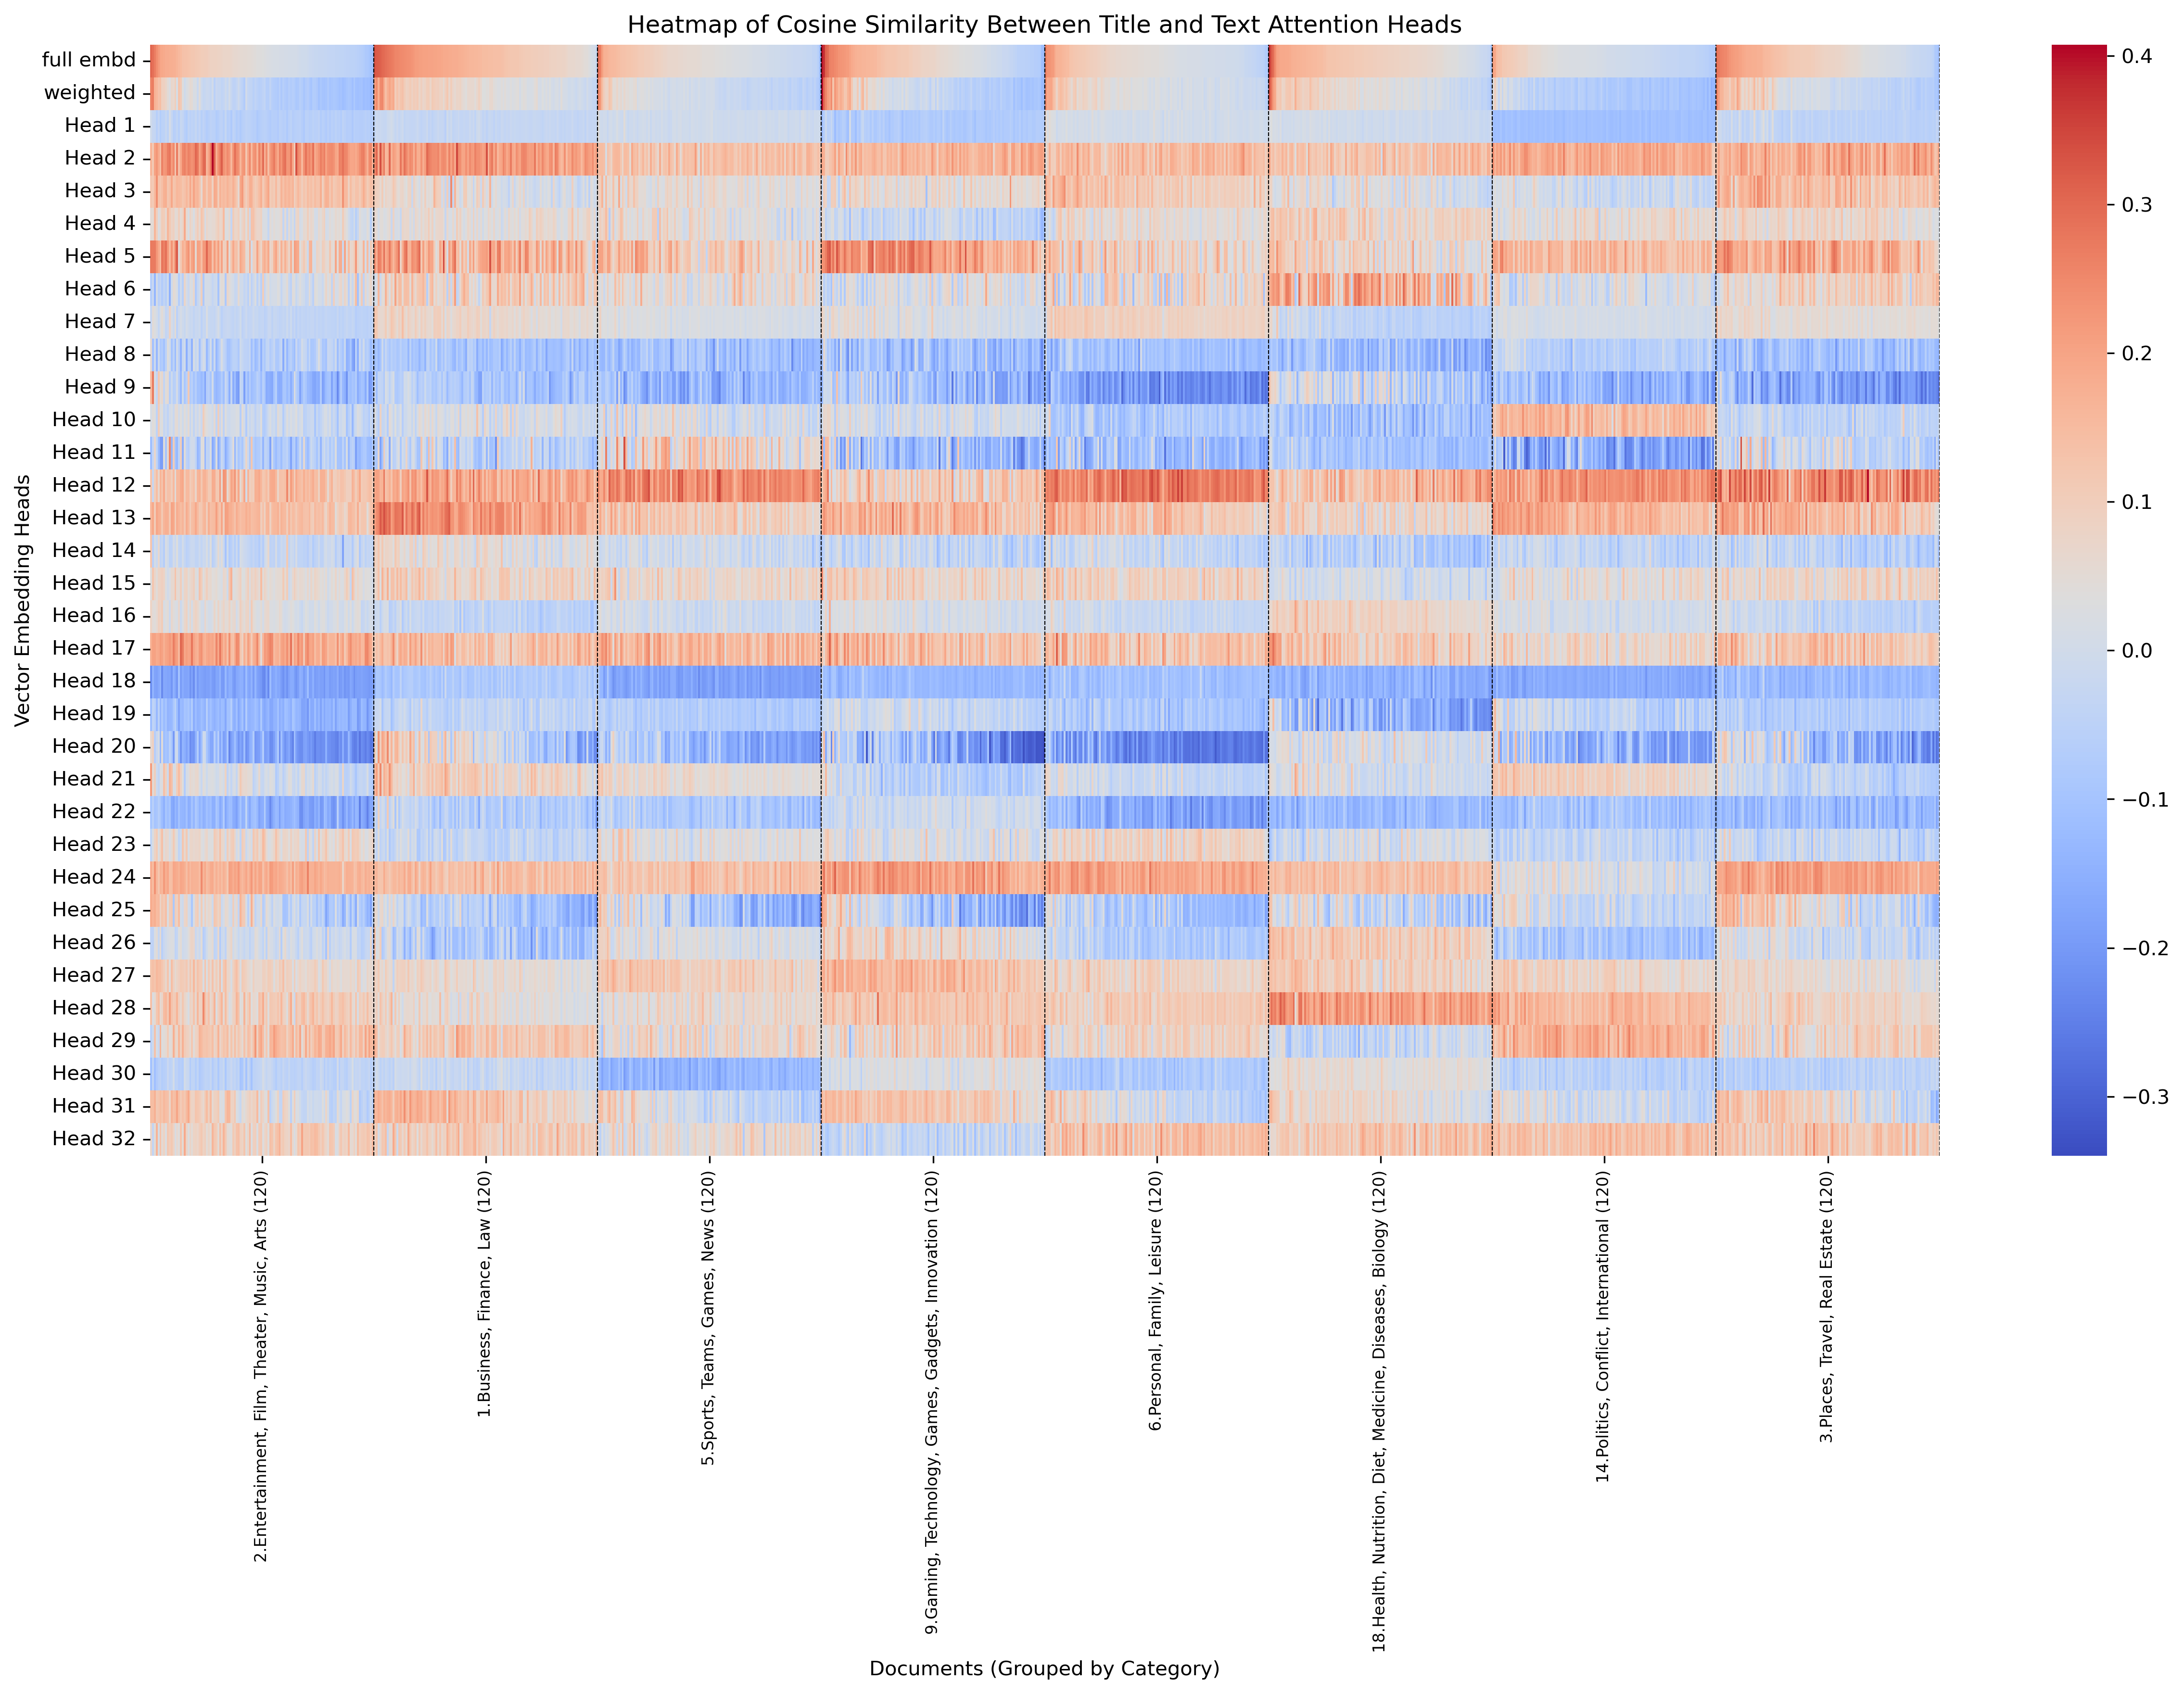 Heatmap of Cosine Similarity Between Title and Text Attention Heads
full embd
weighted
Head 1
Head 2
Head 3
Head 4
Head 5
Head 6
Head 7
Head 8
Head 9
Head 10
Head 11
Head 12
Head 13
Head 14
Head 15
Head 16
Head 17
Head 18
Head 19
Head 20
Head 21
Head 22
Head 23
Head 24
Head 25
Head 26
Head 27
Head 28
Head 29
Head 30
Head 31
Head 32
Vector Embedding Heads
2.Entertainment, Film, Theater, Music, Arts (120)
1.Business, Finance, Law (120)
5.Sports, Teams, Games, News (120)
9.Gaming, Technology, Games, Gadgets, Innovation (120)
6.Personal, Family, Leisure (120)
18.Health, Nutrition, Diet, Medicine, Diseases, Biology (120)
14.Politics, Conflict, International (120)
3.Places, Travel, Real Estate (120)
Documents (Grouped by Category)
0.4
0.3
0.2
0.1
0.0
−0.1
−0.2
−0.3